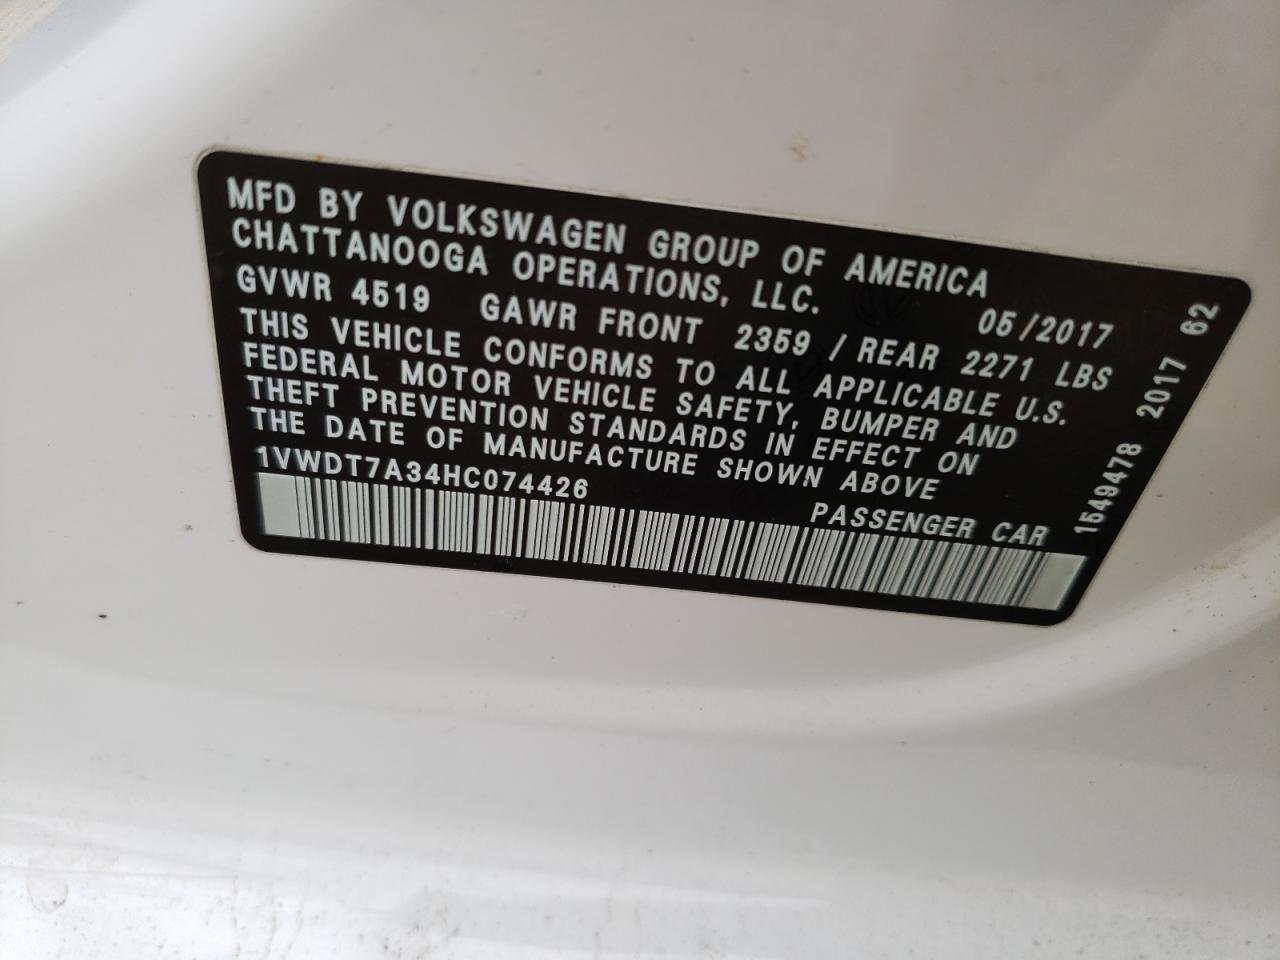 MFD BY VOLKSWAGEN GROUP OF AMERICA
CHATTANOOGA OPERATIONS, LLC. 05/2017
GVWR 4519 GAWR FRONT 2359 / REAR 2271 LBS
THIS VEHICLE CONFORMS TO ALL APPLICABLE U.S.
FEDERAL MOTOR VEHICLE SAFETY, BUMPER AND
THEFT PREVENTION STANDARDS IN EFFECT ON
THE DATE OF MANUFACTURE SHOWN ABOVE
1VWDT7A34HC074426
PASSENGER CAR
1549478 2017 62